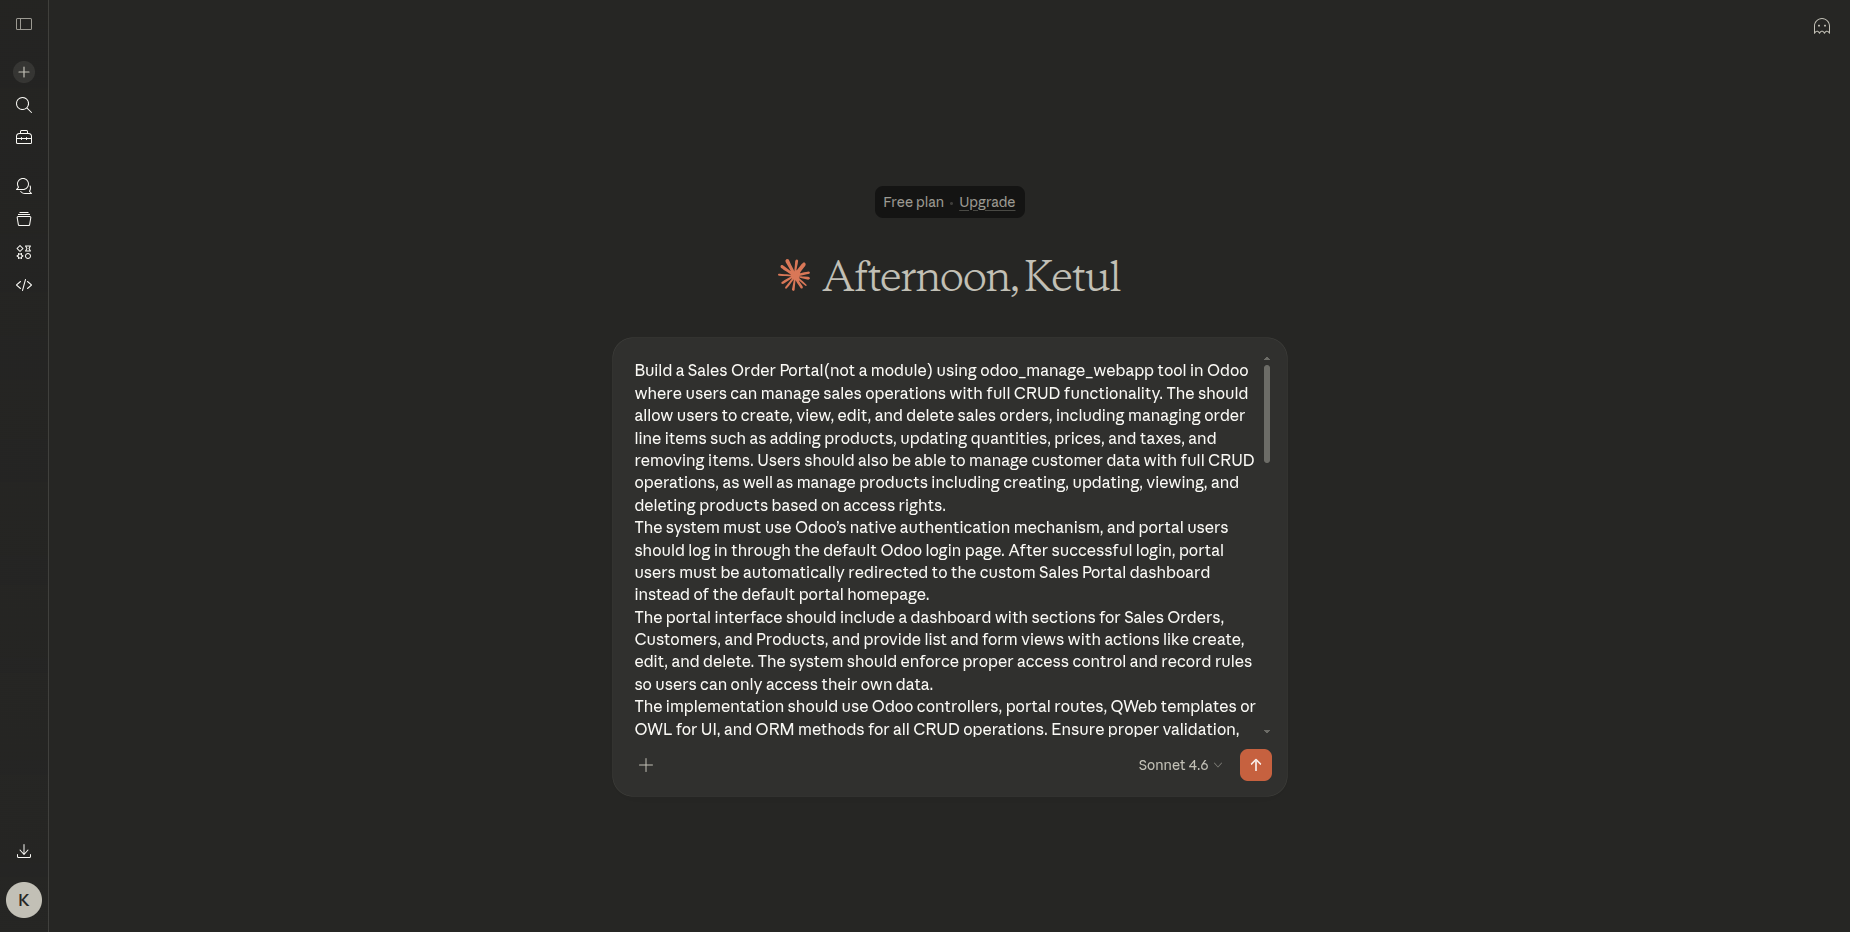 Free plan · Upgrade
Afternoon, Ketul
Build a Sales Order Portal(not a module) using odoo_manage_webapp tool in Odoo
where users can manage sales operations with full CRUD functionality. The should
allow users to create, view, edit, and delete sales orders, including managing order
line items such as adding products, updating quantities, prices, and taxes, and
removing items. Users should also be able to manage customer data with full CRUD
operations, as well as manage products including creating, updating, viewing, and
deleting products based on access rights.
The system must use Odoo’s native authentication mechanism, and portal users
should log in through the default Odoo login page. After successful login, portal
users must be automatically redirected to the custom Sales Portal dashboard
instead of the default portal homepage.
The portal interface should include a dashboard with sections for Sales Orders,
Customers, and Products, and provide list and form views with actions like create,
edit, and delete. The system should enforce proper access control and record rules
so users can only access their own data.
The implementation should use Odoo controllers, portal routes, QWeb templates or
OWL for UI, and ORM methods for all CRUD operations. Ensure proper validation,
Sonnet 4.6
K